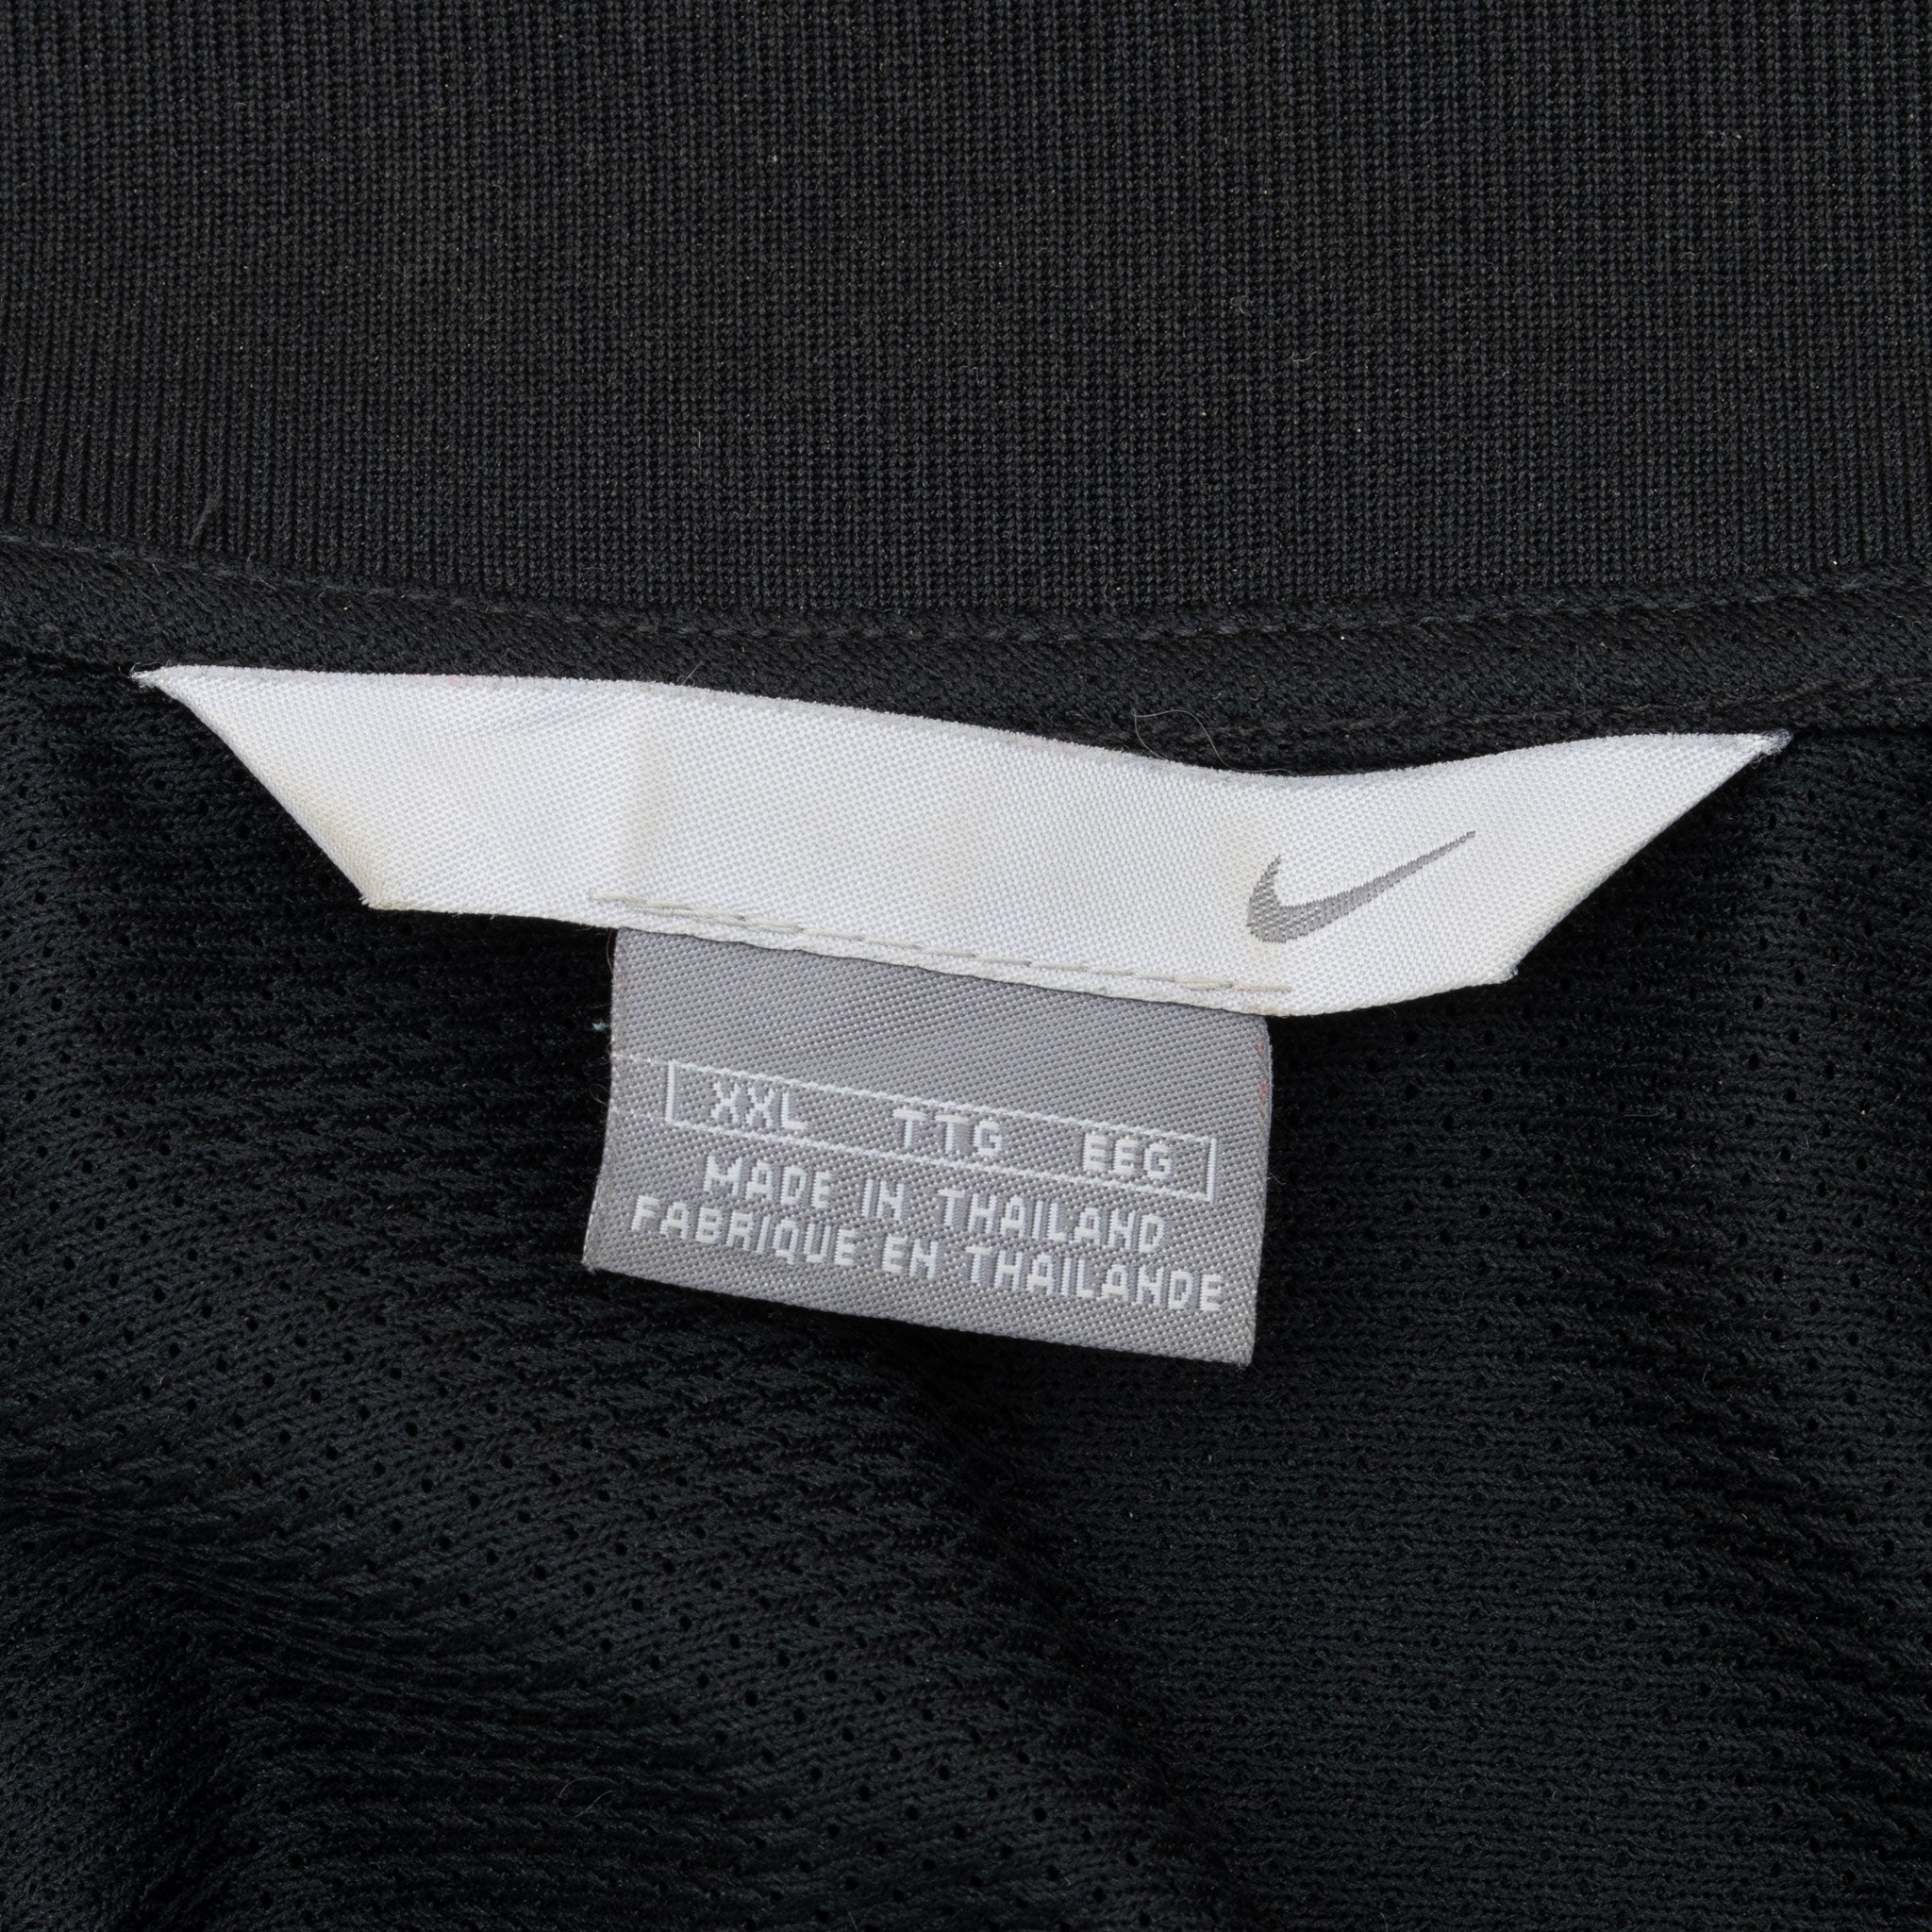 XXL TTG EEG
MADE IN THAILAND
FABRIQUE EN THAILANDE